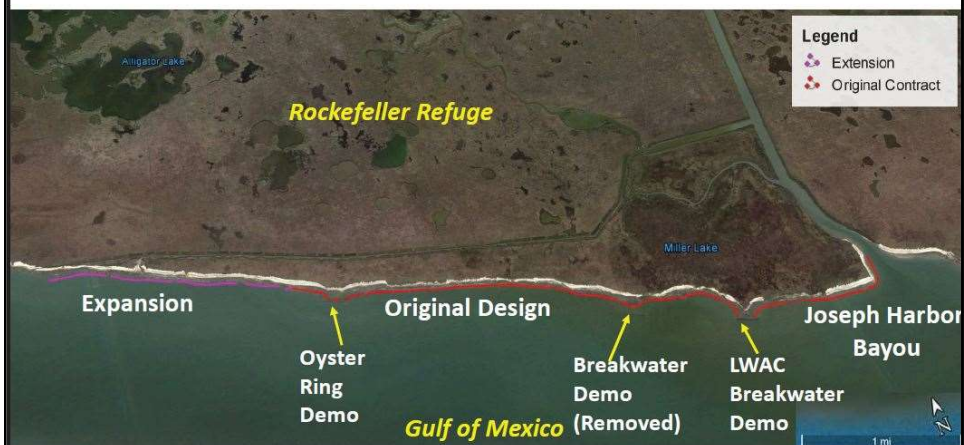 Legend
Extension
Original Contract
Alligator Lake
Rockefeller Refuge
Miller Lake
Expansion
Original Design
Joseph Harbor
Bayou
Oyster
Ring
Demo
Breakwater
Demo
(Removed)
LWAC
Breakwater
Demo
Gulf of Mexico
N
1 mi